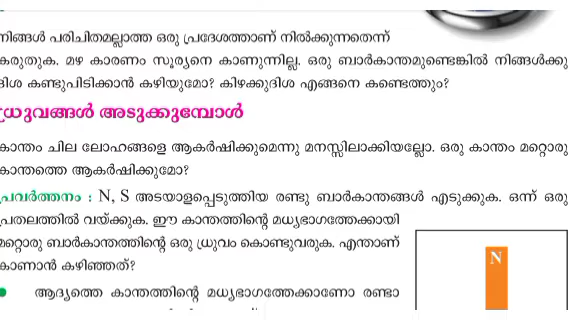 നിങ്ങൾ പരിചിതമല്ലാത്ത ഒരു പ്രദേശത്താണ് നിൽക്കുന്നതെന്ന്
കരുതുക. മഴ കാരണം സൂര്യനെ കാണുന്നില്ല. ഒരു ബാർകാന്തമുണ്ടെങ്കിൽ നിങ്ങൾക്കു
ദിശ കണ്ടുപിടിക്കാൻ കഴിയുമോ? കിഴക്കുദിശ എങ്ങനെ കണ്ടെത്തും?
ധ്രുവങ്ങൾ അടുക്കുമ്പോൾ
കാന്തം ചില ലോഹങ്ങളെ ആകർഷിക്കുമെന്നു മനസ്സിലാക്കിയല്ലോ. ഒരു കാന്തം മറ്റൊരു
കാന്തത്തെ ആകർഷിക്കുമോ?
പ്രവർത്തനം : N, S അടയാളപ്പെടുത്തിയ രണ്ടു ബാർകാന്തങ്ങൾ എടുക്കുക. ഒന്ന് ഒരു
പ്രതലത്തിൽ വയ്ക്കുക. ഈ കാന്തത്തിന്റെ മധ്യഭാഗത്തേക്കായി
മറ്റൊരു ബാർകാന്തത്തിന്റെ ഒരു ധ്രുവം കൊണ്ടുവരുക. എന്താണ്
കാണാൻ കഴിഞ്ഞത്?
N
● ആദ്യത്തെ കാന്തത്തിന്റെ മധ്യഭാഗത്തേക്കാണോ രണ്ടാ